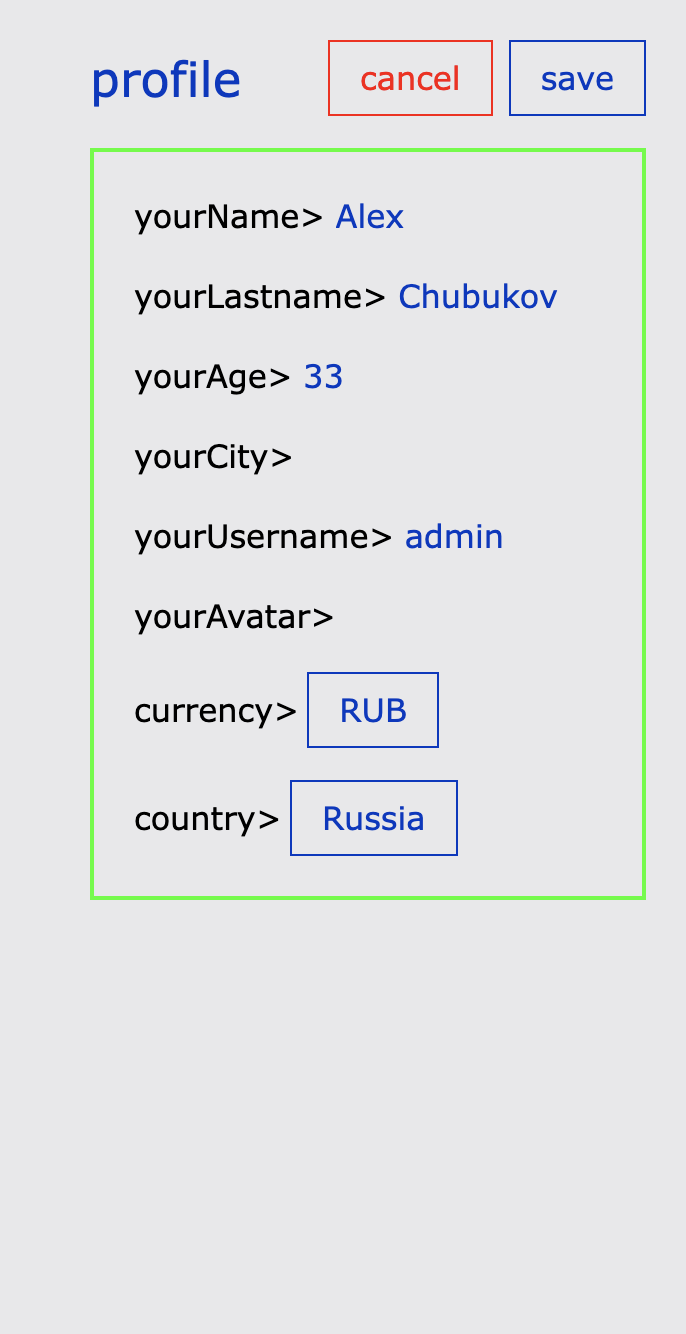 profile cancel save
yourName> Alex
yourLastname> Chubukov
yourAge> 33
yourCity>
yourUsername> admin
yourAvatar>
currency> RUB
country> Russia